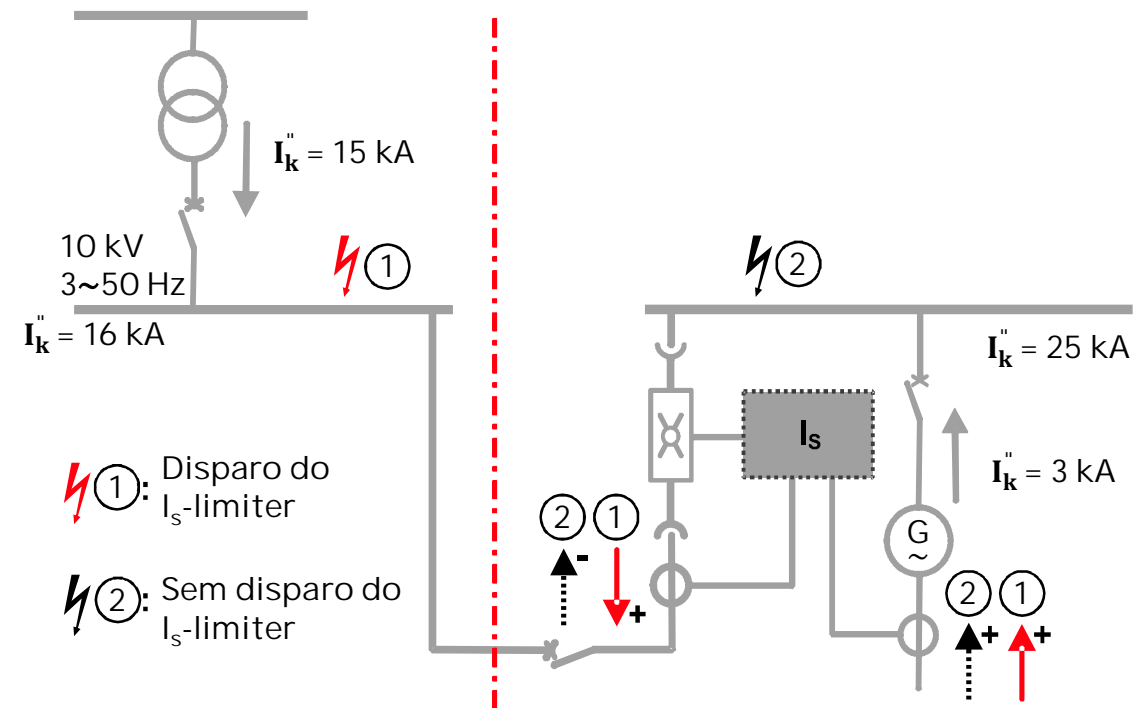 I"k = 15 kA
10 kV
3~50 Hz
1
2
I"k = 16 kA
I"k = 25 kA
Is
I"k = 3 kA
1: Disparo do
Is-limiter
2 1
- +
G
~
2: Sem disparo do
Is-limiter
2 1
+ +